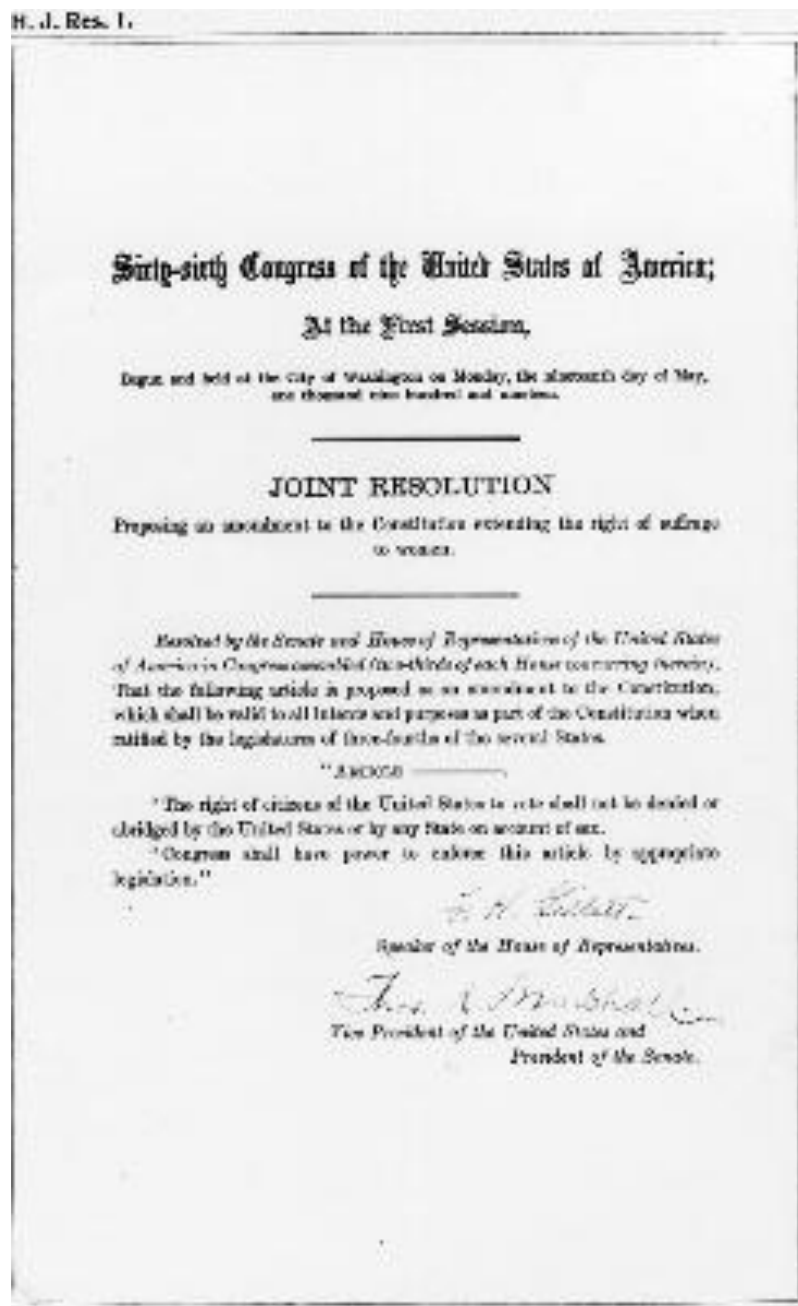 H. J. Res. 1.
Sixty-sixth Congress of the United States of America;
At the First Session,
Begun and held at the City of Washington on Monday, the nineteenth day of May,
one thousand nine hundred and nineteen.
JOINT RESOLUTION
Proposing an amendment to the Constitution extending the right of suffrage
to women.
Resolved by the Senate and House of Representatives of the United States
of America in Congress assembled (two-thirds of each House concurring therein),
That the following article is proposed as an amendment to the Constitution,
which shall be valid to all intents and purposes as part of the Constitution when
ratified by the legislatures of three-fourths of the several States.
"ARTICLE ————.
"The right of citizens of the United States to vote shall not be denied or
abridged by the United States or by any State on account of sex.
"Congress shall have power to enforce this article by appropriate
legislation."
F. H. Gillett
Speaker of the House of Representatives.
Thos. R. Marshall
Vice President of the United States and
President of the Senate.